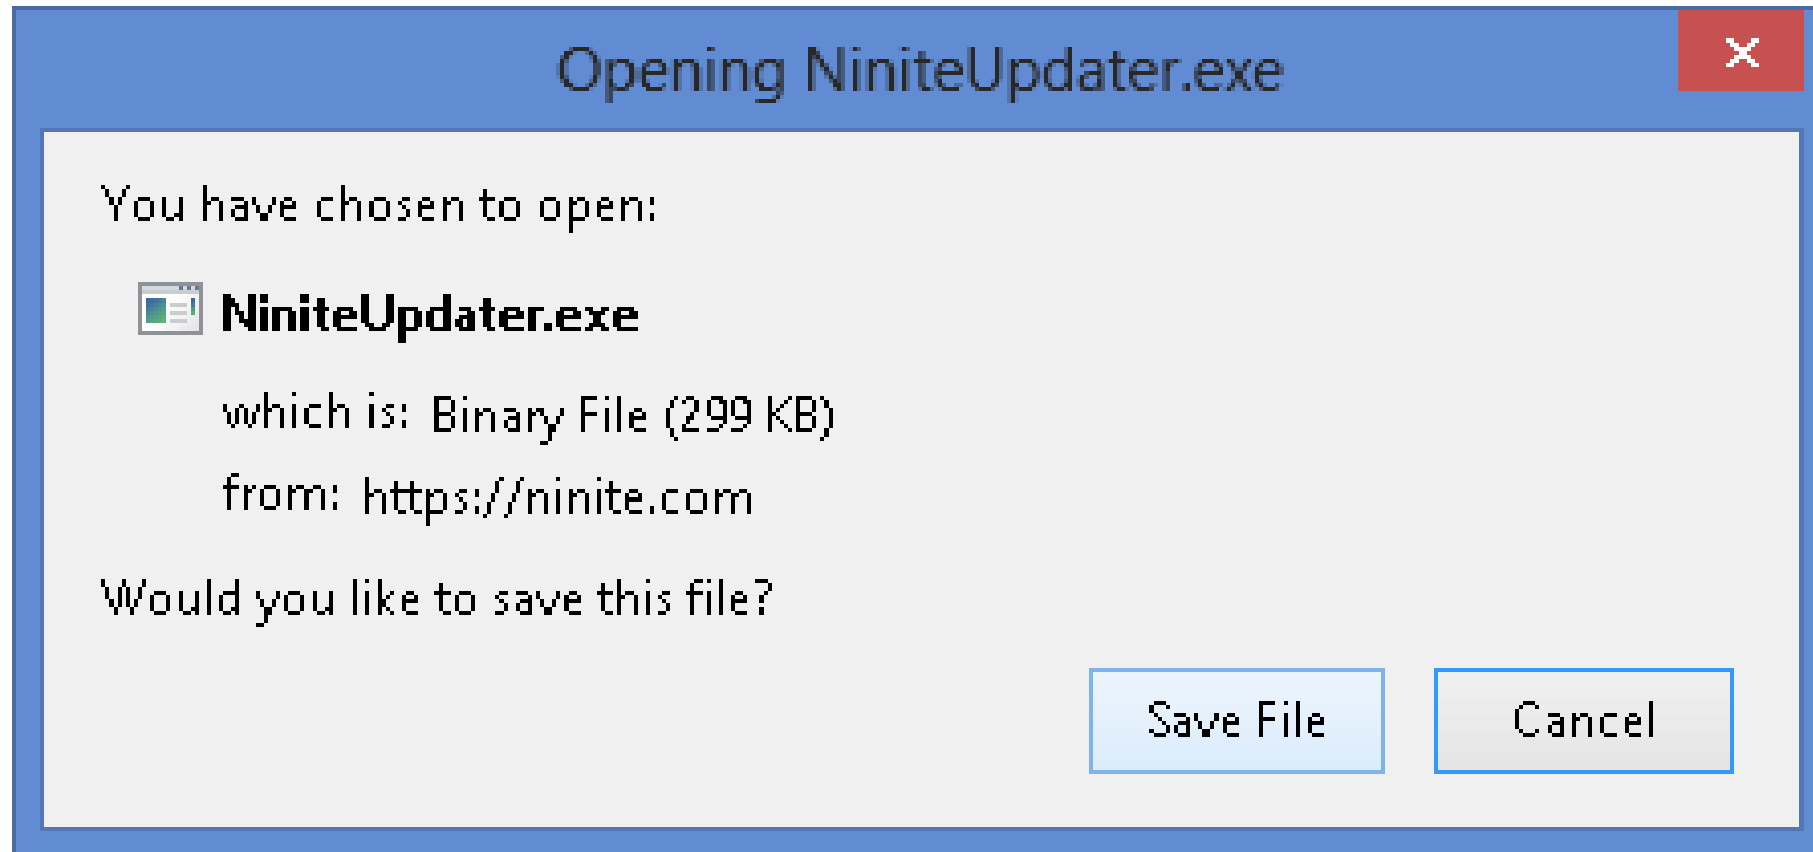 Opening NiniteUpdater.exe
You have chosen to open:
NiniteUpdater.exe
which is: Binary File (299 KB)
from: https://ninite.com
Would you like to save this file?
Save File Cancel